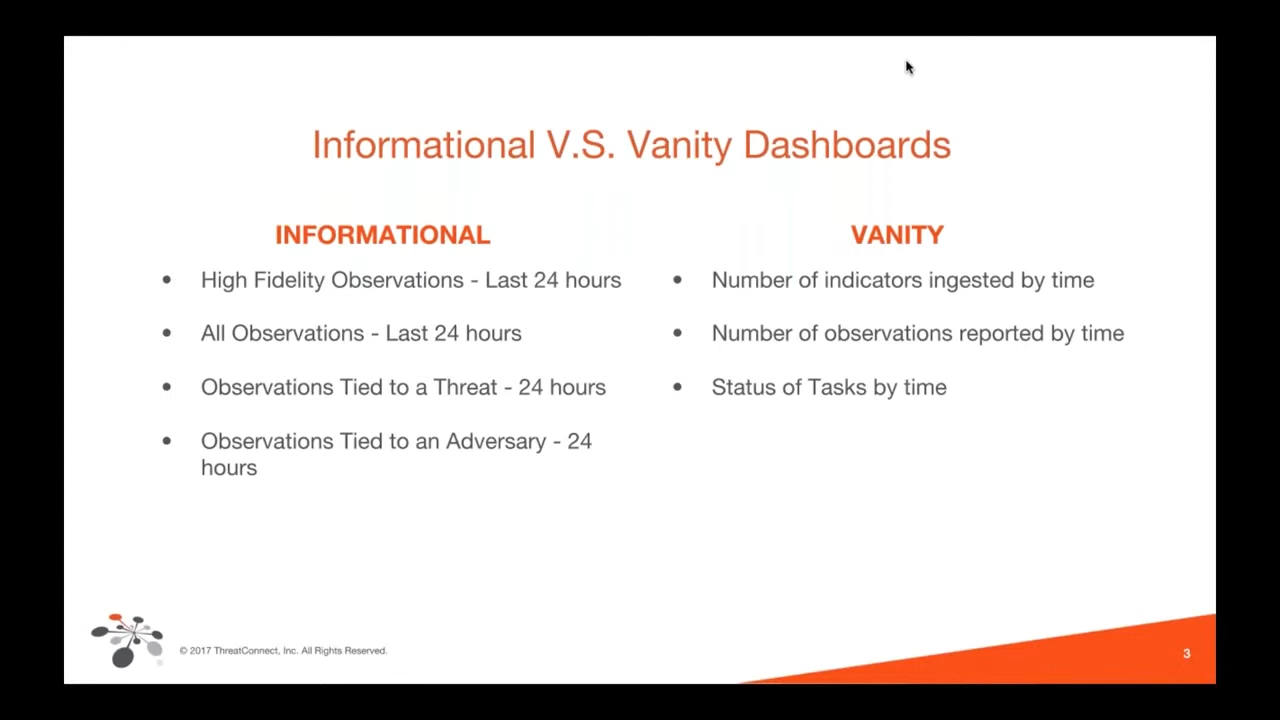 Informational V.S. Vanity Dashboards
INFORMATIONAL
• High Fidelity Observations - Last 24 hours
• All Observations - Last 24 hours
• Observations Tied to a Threat - 24 hours
• Observations Tied to an Adversary - 24
hours
VANITY
• Number of indicators ingested by time
• Number of observations reported by time
• Status of Tasks by time
© 2017 ThreatConnect, Inc. All Rights Reserved.
3